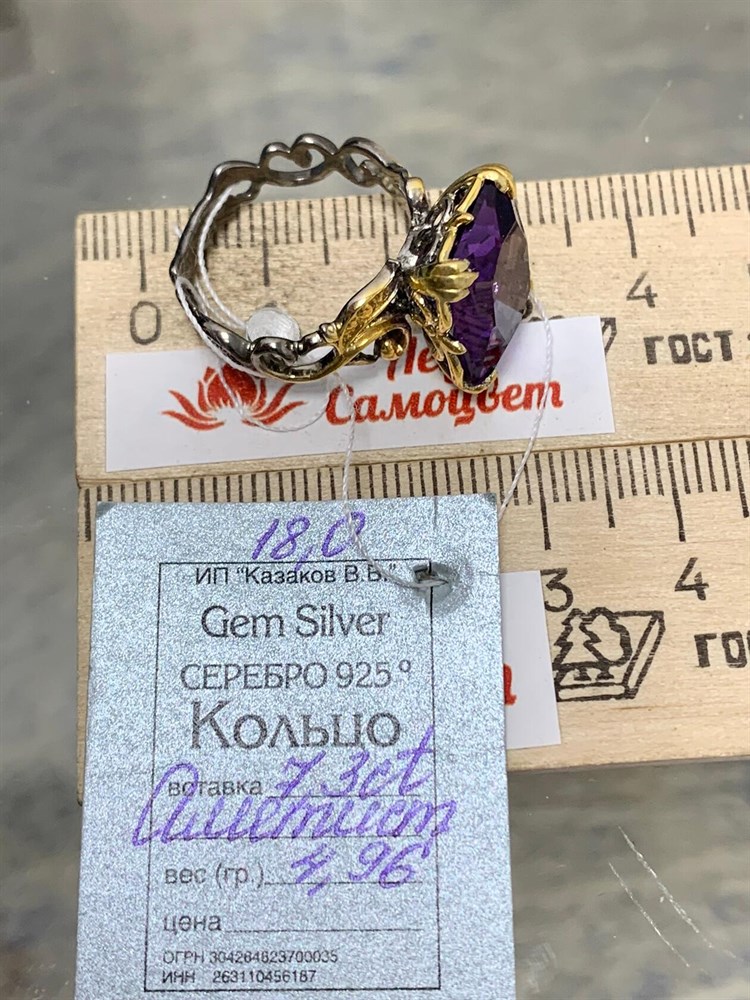 0
4
ГОСТ
Самоцвет
3
4
18,0
ИП "Казаков В.В."
Gem Silver
СЕРЕБРО 925°
Кольцо
вставка 7,3ct
Аметист
вес (гр.) 4,96
цена
ОГРН 304264823700035
ИНН 263110456187